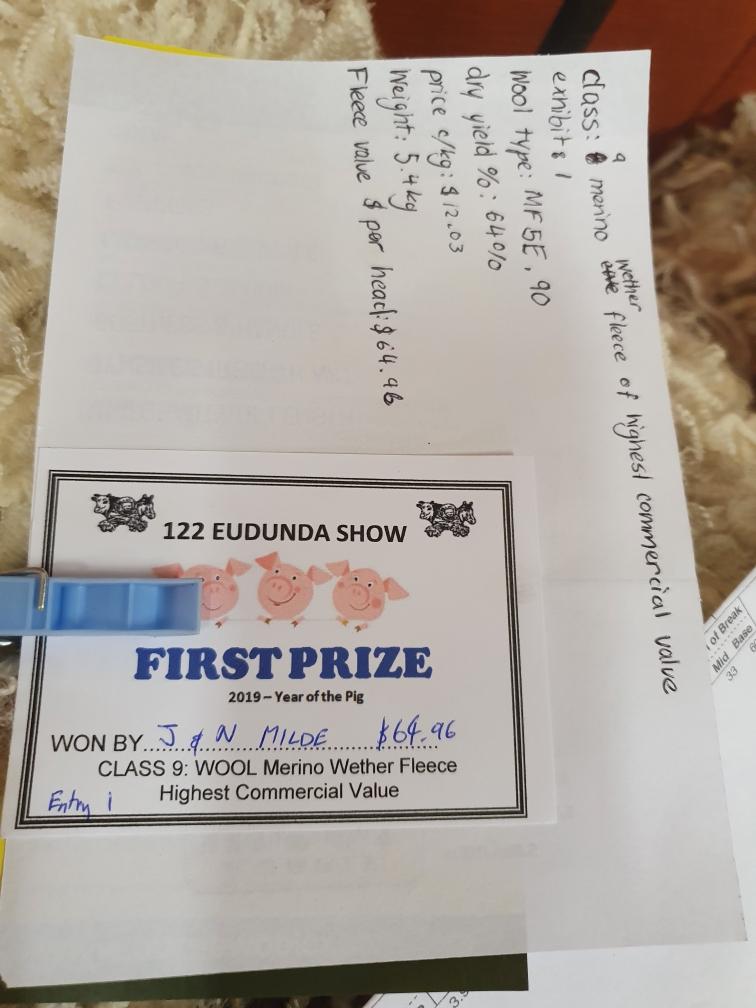 class: 9 merino wether fleece of highest commercial value
exhibit: 1
Wool type: MF5E, 90
dry yield %: 64%
price c/kg: $12.03
Weight: 5.4kg
Fleece value $ per head: $64.96
122 EUDUNDA SHOW
FIRST PRIZE
2019 – Year of the Pig
WON BY J & N MILDE $64.96
CLASS 9: WOOL Merino Wether Fleece
Highest Commercial Value
Entry 1
of Break
Mid Base
33